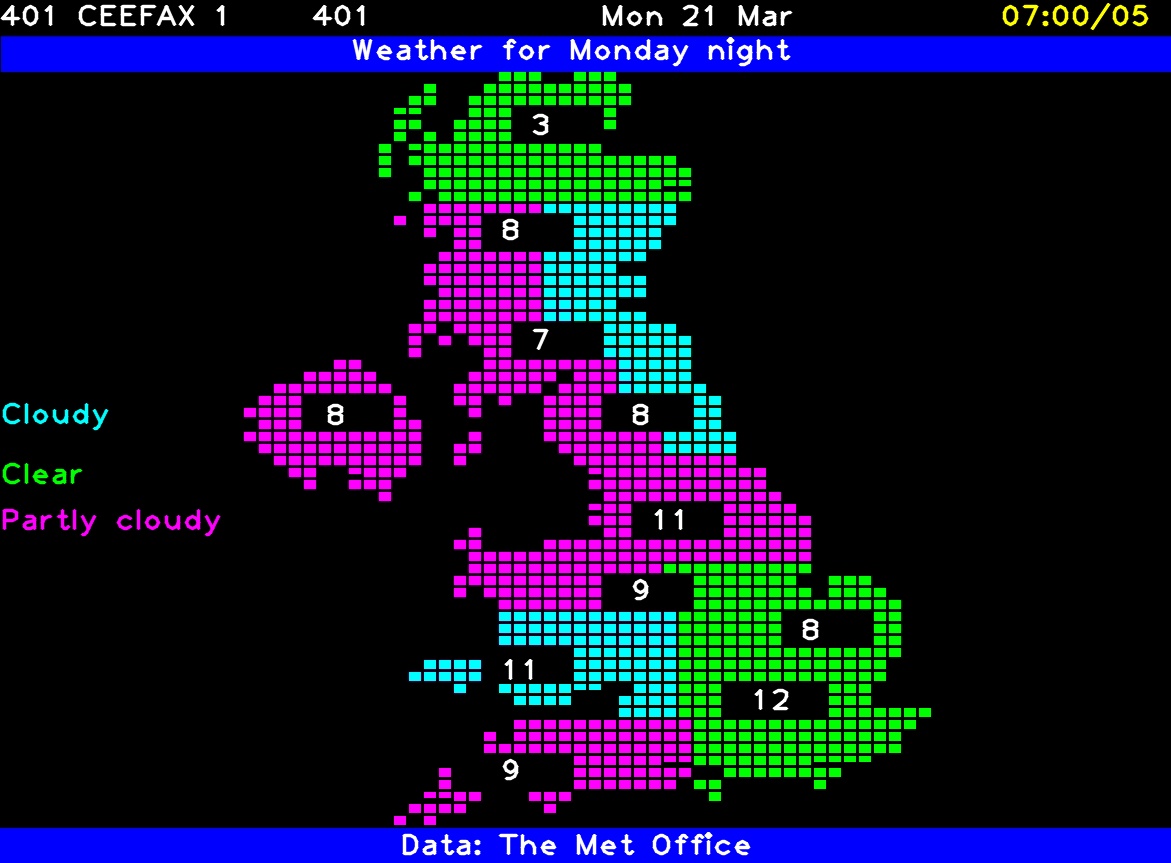 401 CEEFAX 1 401 Mon 21 Mar 07:00/05
Weather for Monday night
3
8
7
Cloudy 8 8
Clear
Partly cloudy 11
9
8
11
12
9
Data: The Met Office